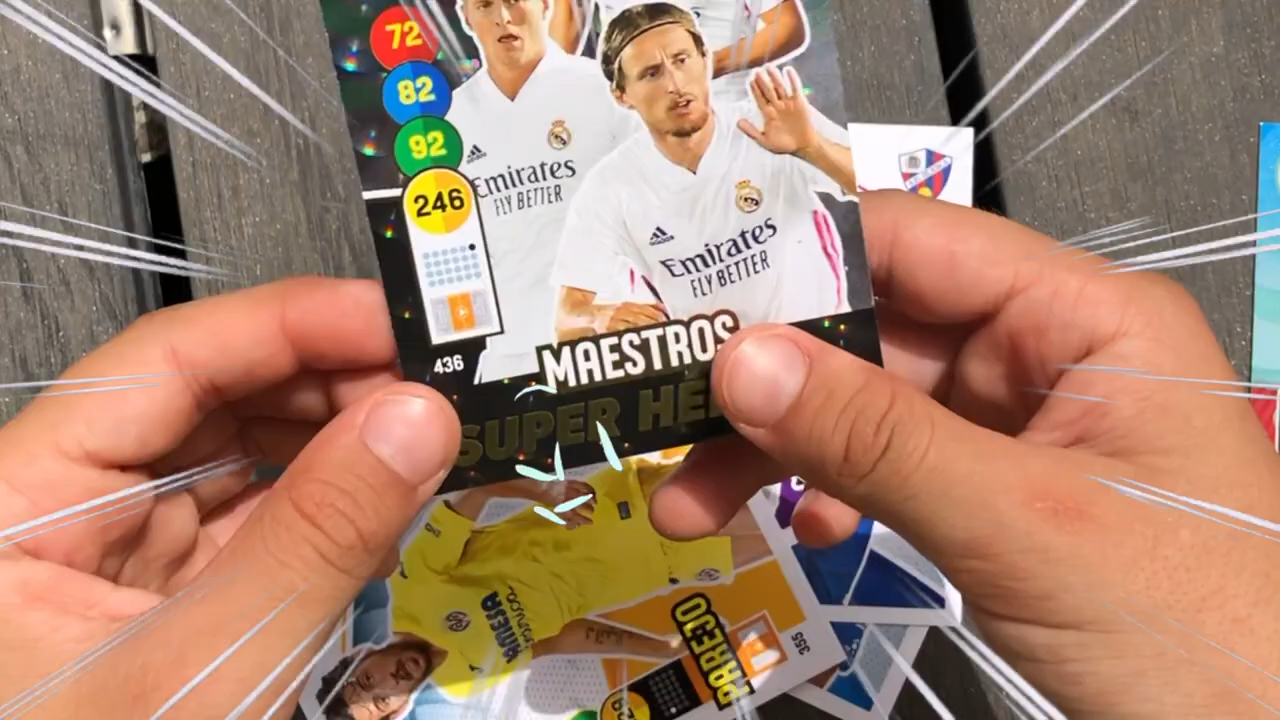 72
82
92
246
Emirates
FLY BETTER
Emirates
FLY BETTER
436
MAESTROS
SUPER HÉ
PAREJO
355